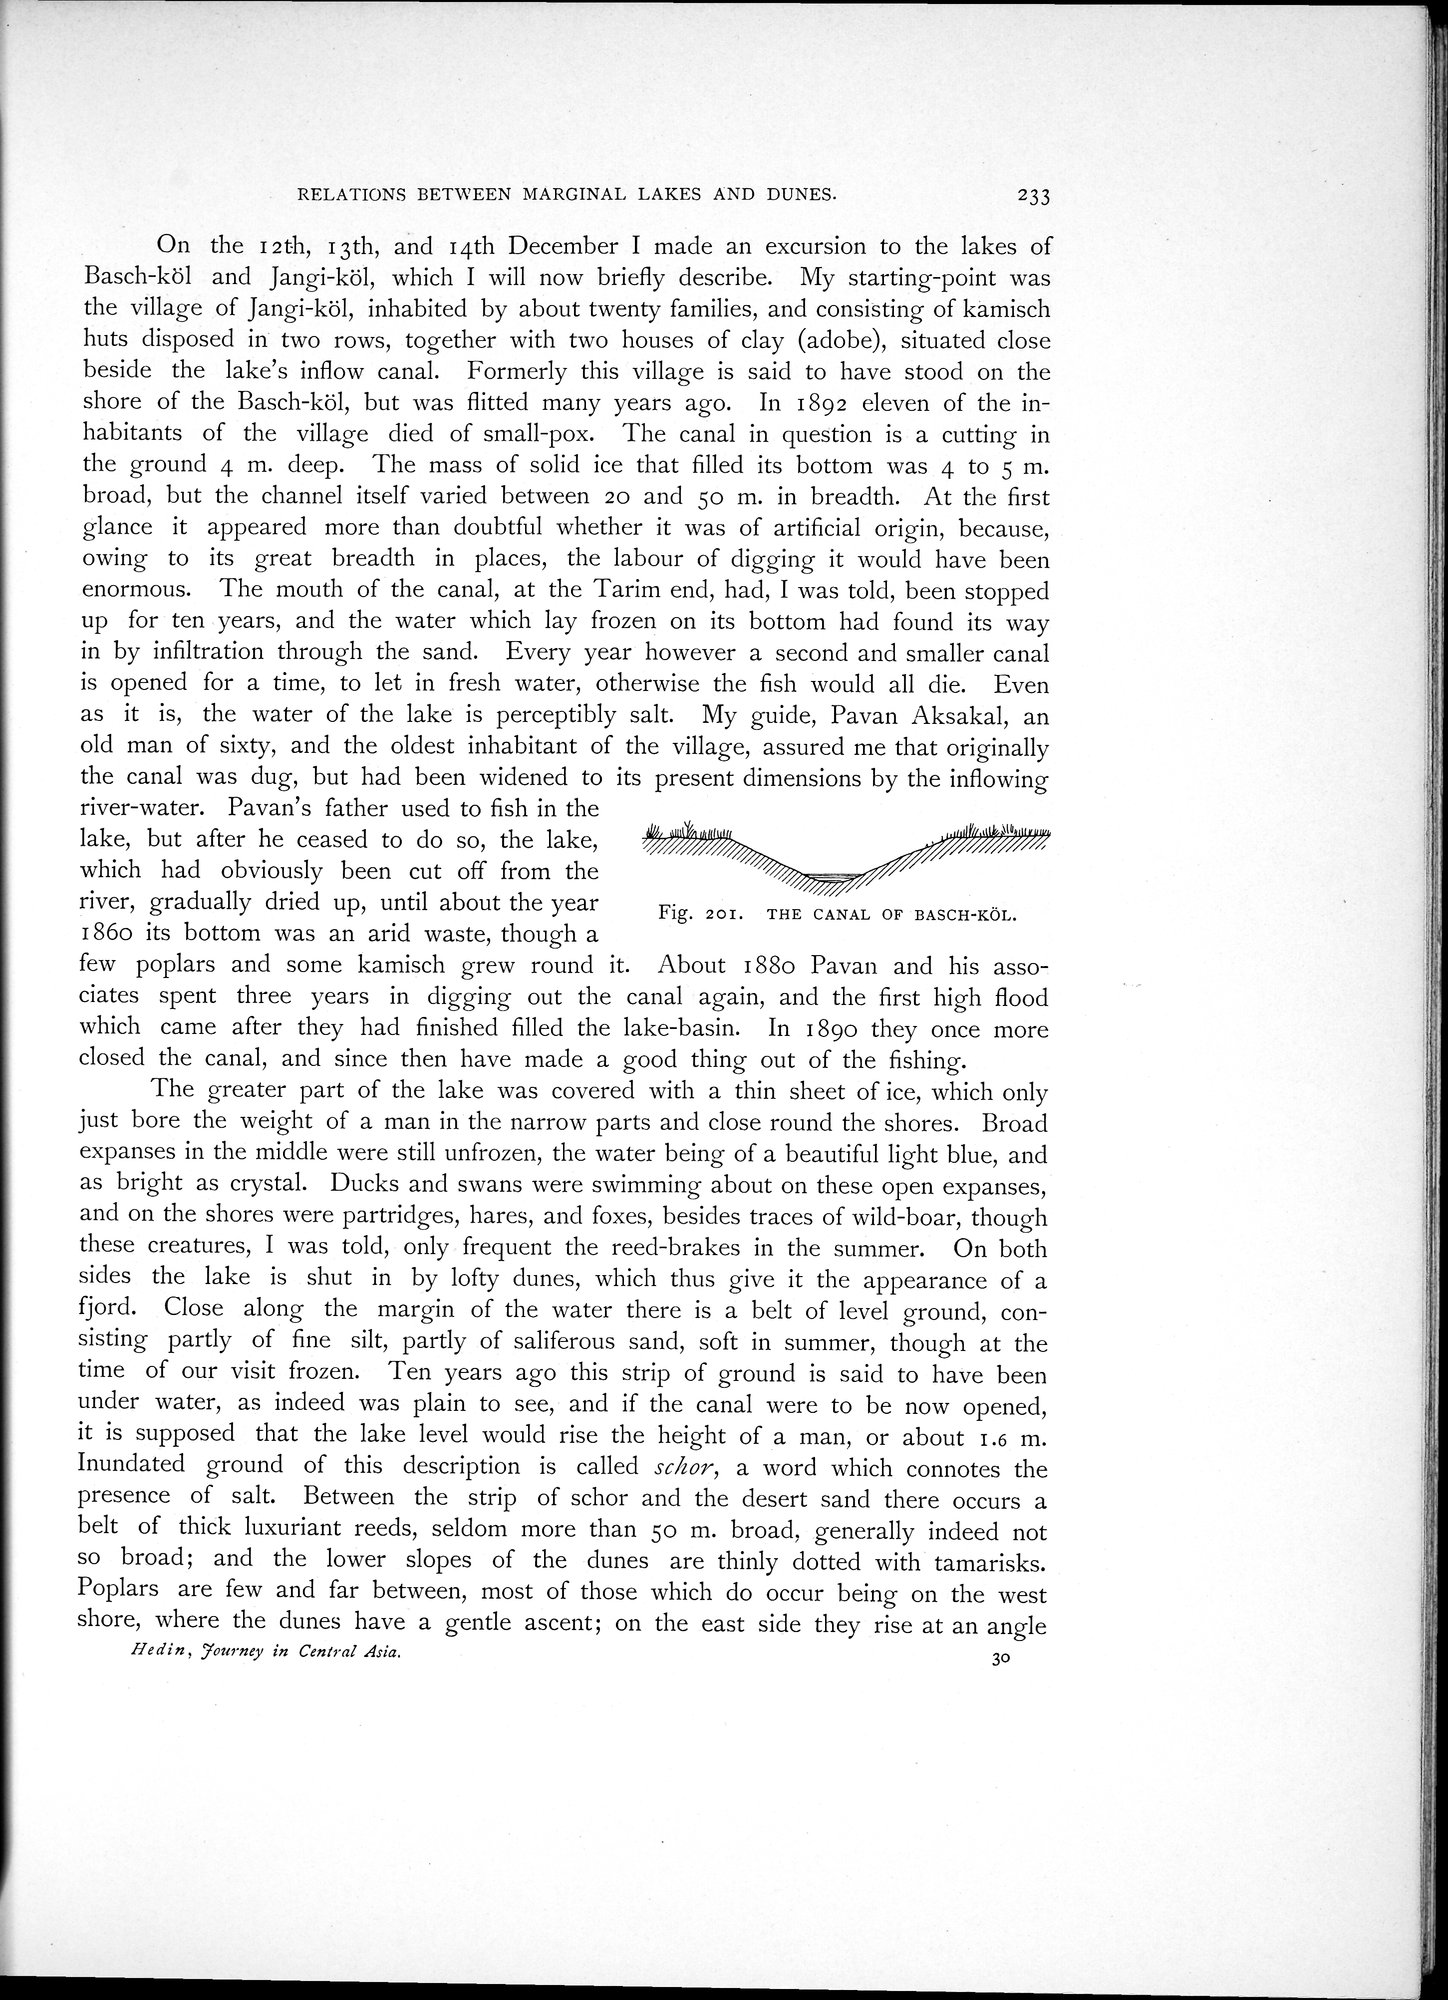 RELATIONS BETWEEN MARGINAL LAKES AND DUNES. 233
On the 12th, 13th, and 14th December I made an excursion to the lakes of
Basch-köl and Jangi-köl, which I will now briefly describe. My starting-point was
the village of Jangi-köl, inhabited by about twenty families, and consisting of kamisch
huts disposed in two rows, together with two houses of clay (adobe), situated close
beside the lake's inflow canal. Formerly this village is said to have stood on the
shore of the Basch-köl, but was flitted many years ago. In 1892 eleven of the in-
habitants of the village died of small-pox. The canal in question is a cutting in
the ground 4 m. deep. The mass of solid ice that filled its bottom was 4 to 5 m.
broad, but the channel itself varied between 20 and 50 m. in breadth. At the first
glance it appeared more than doubtful whether it was of artificial origin, because,
owing to its great breadth in places, the labour of digging it would have been
enormous. The mouth of the canal, at the Tarim end, had, I was told, been stopped
up for ten years, and the water which lay frozen on its bottom had found its way
in by infiltration through the sand. Every year however a second and smaller canal
is opened for a time, to let in fresh water, otherwise the fish would all die. Even
as it is, the water of the lake is perceptibly salt. My guide, Pavan Aksakal, an
old man of sixty, and the oldest inhabitant of the village, assured me that originally
the canal was dug, but had been widened to its present dimensions by the inflowing
river-water. Pavan's father used to fish in the
lake, but after he ceased to do so, the lake,
which had obviously been cut off from the
river, gradually dried up, until about the year
1860 its bottom was an arid waste, though a
Fig. 201. THE CANAL OF BASCH-KÖL.
few poplars and some kamisch grew round it. About 1880 Pavan and his asso-
ciates spent three years in digging out the canal again, and the first high flood
which came after they had finished filled the lake-basin. In 1890 they once more
closed the canal, and since then have made a good thing out of the fishing.
The greater part of the lake was covered with a thin sheet of ice, which only
just bore the weight of a man in the narrow parts and close round the shores. Broad
expanses in the middle were still unfrozen, the water being of a beautiful light blue, and
as bright as crystal. Ducks and swans were swimming about on these open expanses,
and on the shores were partridges, hares, and foxes, besides traces of wild-boar, though
these creatures, I was told, only frequent the reed-brakes in the summer. On both
sides the lake is shut in by lofty dunes, which thus give it the appearance of a
fjord. Close along the margin of the water there is a belt of level ground, con-
sisting partly of fine silt, partly of saliferous sand, soft in summer, though at the
time of our visit frozen. Ten years ago this strip of ground is said to have been
under water, as indeed was plain to see, and if the canal were to be now opened,
it is supposed that the lake level would rise the height of a man, or about 1.6 m.
Inundated ground of this description is called schor, a word which connotes the
presence of salt. Between the strip of schor and the desert sand there occurs a
belt of thick luxuriant reeds, seldom more than 50 m. broad, generally indeed not
so broad; and the lower slopes of the dunes are thinly dotted with tamarisks.
Poplars are few and far between, most of those which do occur being on the west
shore, where the dunes have a gentle ascent; on the east side they rise at an angle
Hedin, Journey in Central Asia. 30